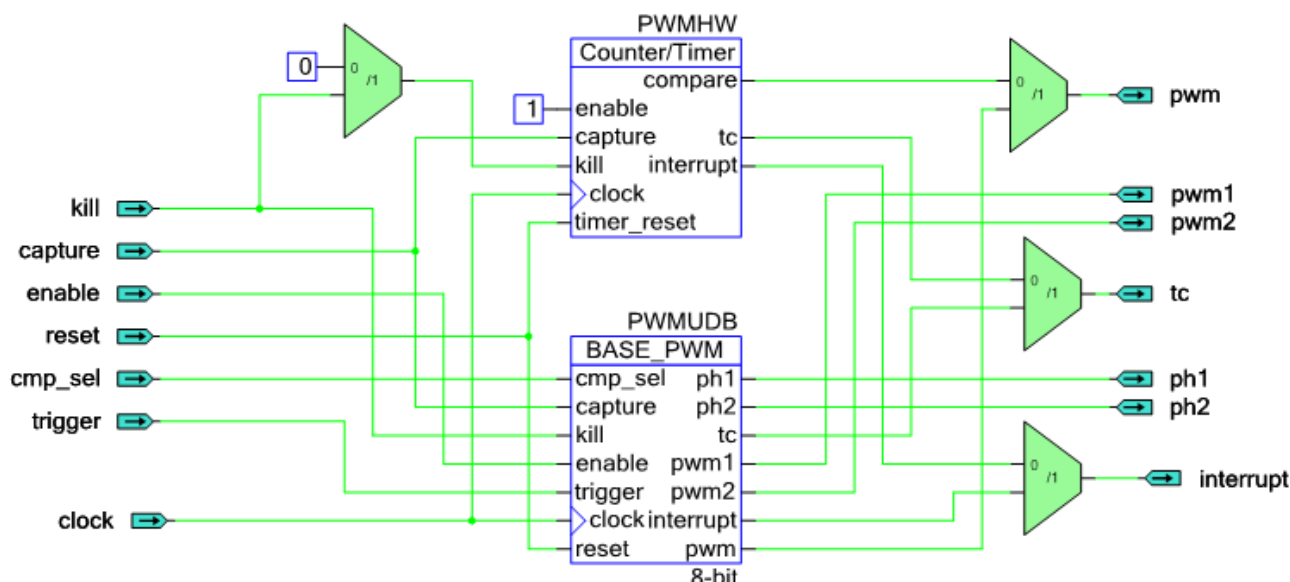 PWMHW
Counter/Timer
compare
enable
capture
tc
kill
interrupt
clock
timer_reset
0
0
/1
1
0
/1
pwm
pwm1
pwm2
kill
capture
enable
reset
cmp_sel
trigger
clock
0
/1
tc
PWMUDB
BASE_PWM
cmp_sel
ph1
capture
ph2
kill
tc
enable
pwm1
trigger
pwm2
clock
interrupt
reset
pwm
8-bit
ph1
ph2
0
/1
interrupt